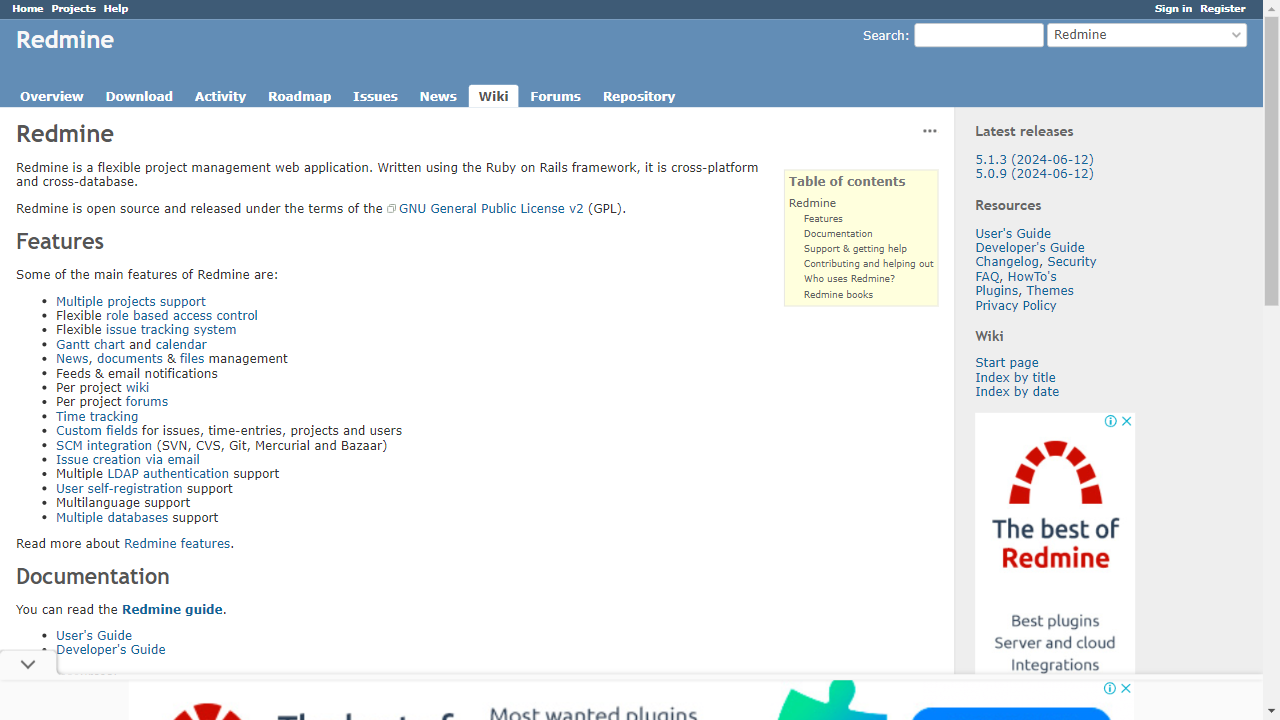 Home Projects Help Sign in Register
Redmine
Search: Redmine
Overview Download Activity Roadmap Issues News Wiki Forums Repository
Redmine
Redmine is a flexible project management web application. Written using the Ruby on Rails framework, it is cross-platform
and cross-database.
Redmine is open source and released under the terms of the GNU General Public License v2 (GPL).
Table of contents
Redmine
Features
Documentation
Support & getting help
Contributing and helping out
Who uses Redmine?
Redmine books
Features
Some of the main features of Redmine are:
• Multiple projects support
• Flexible role based access control
• Flexible issue tracking system
• Gantt chart and calendar
• News, documents & files management
• Feeds & email notifications
• Per project wiki
• Per project forums
• Time tracking
• Custom fields for issues, time-entries, projects and users
• SCM integration (SVN, CVS, Git, Mercurial and Bazaar)
• Issue creation via email
• Multiple LDAP authentication support
• User self-registration support
• Multilanguage support
• Multiple databases support
Read more about Redmine features.
Documentation
You can read the Redmine guide.
• User's Guide
• Developer's Guide
Latest releases
5.1.3 (2024-06-12)
5.0.9 (2024-06-12)
Resources
User's Guide
Developer's Guide
Changelog, Security
FAQ, HowTo's
Plugins, Themes
Privacy Policy
Wiki
Start page
Index by title
Index by date
The best of
Redmine
Best plugins
Server and cloud
Integrations
Most wanted plugins